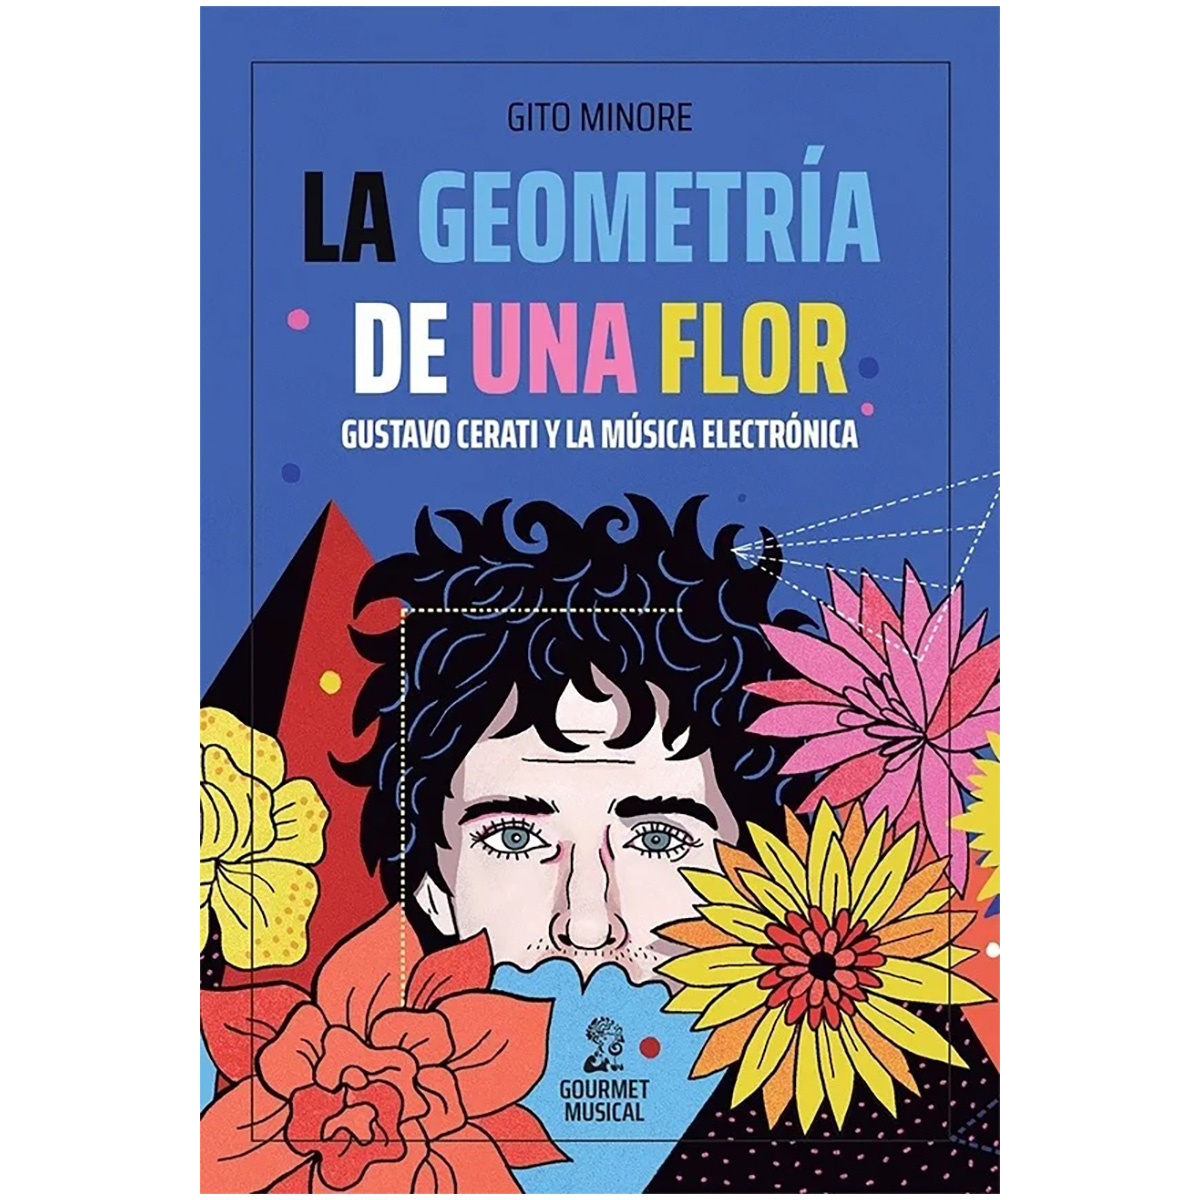 GITO MINORE
LA GEOMETRÍA
DE UNA FLOR
GUSTAVO CERATI Y LA MÚSICA ELECTRÓNICA
GOURMET
MUSICAL